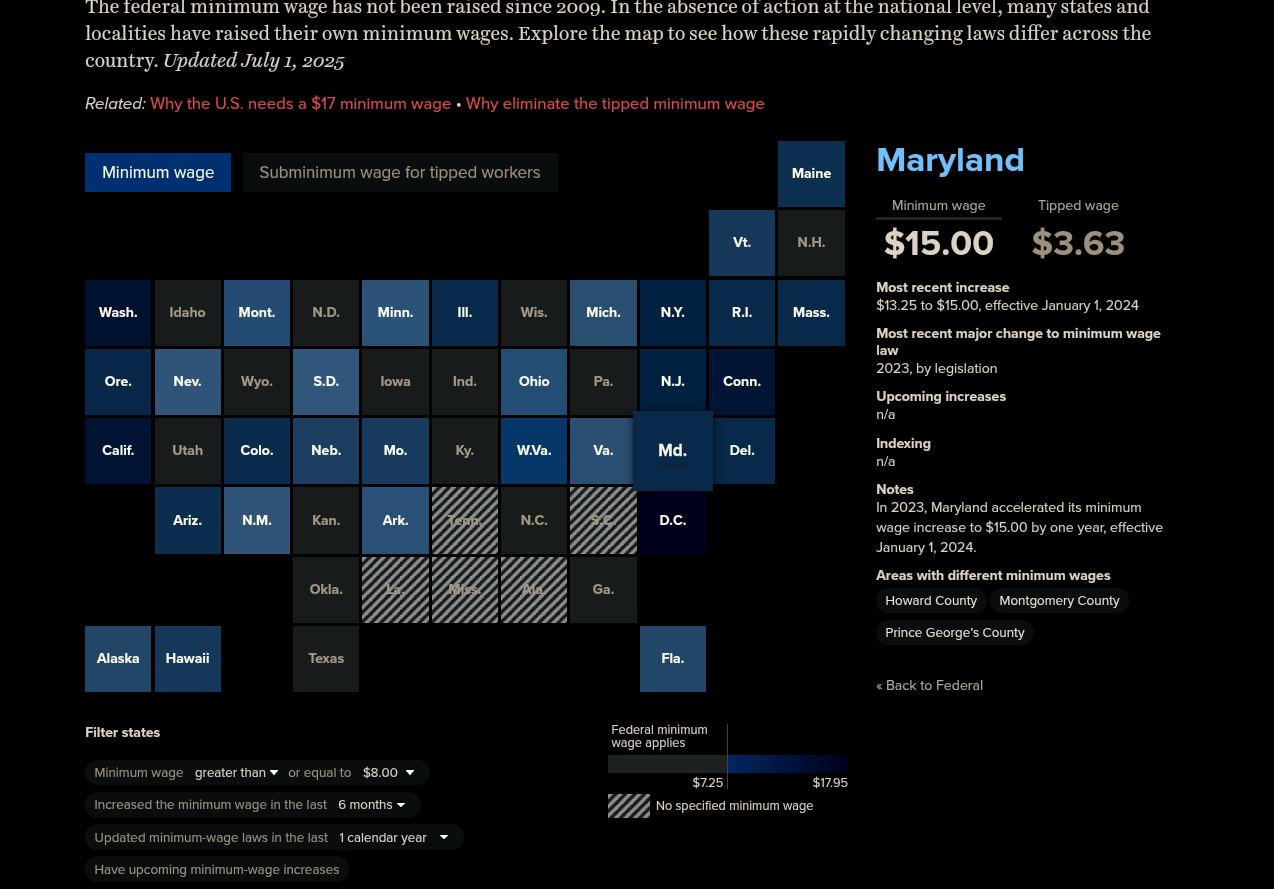 The federal minimum wage has not been raised since 2009. In the absence of action at the national level, many states and
localities have raised their own minimum wages. Explore the map to see how these rapidly changing laws differ across the
country. Updated July 1, 2025
Related: Why the U.S. needs a $17 minimum wage • Why eliminate the tipped minimum wage
Minimum wage
Subminimum wage for tipped workers
Maine
Vt. N.H.
Wash. Idaho Mont. N.D. Minn. Ill. Wis. Mich. N.Y. R.I. Mass.
Ore. Nev. Wyo. S.D. Iowa Ind. Ohio Pa. N.J. Conn.
Calif. Utah Colo. Neb. Mo. Ky. W.Va. Va. Md. Del.
Ariz. N.M. Kan. Ark. Tenn. N.C. S.C. D.C.
Okla. La. Miss. Ala. Ga.
Alaska Hawaii Texas Fla.
Maryland
Minimum wage Tipped wage
$15.00 $3.63
Most recent increase
$13.25 to $15.00, effective January 1, 2024
Most recent major change to minimum wage
law
2023, by legislation
Upcoming increases
n/a
Indexing
n/a
Notes
In 2023, Maryland accelerated its minimum
wage increase to $15.00 by one year, effective
January 1, 2024.
Areas with different minimum wages
Howard County Montgomery County
Prince George's County
« Back to Federal
Filter states
Minimum wage greater than or equal to $8.00
Increased the minimum wage in the last 6 months
Updated minimum-wage laws in the last 1 calendar year
Have upcoming minimum-wage increases
Federal minimum
wage applies
$7.25 $17.95
No specified minimum wage